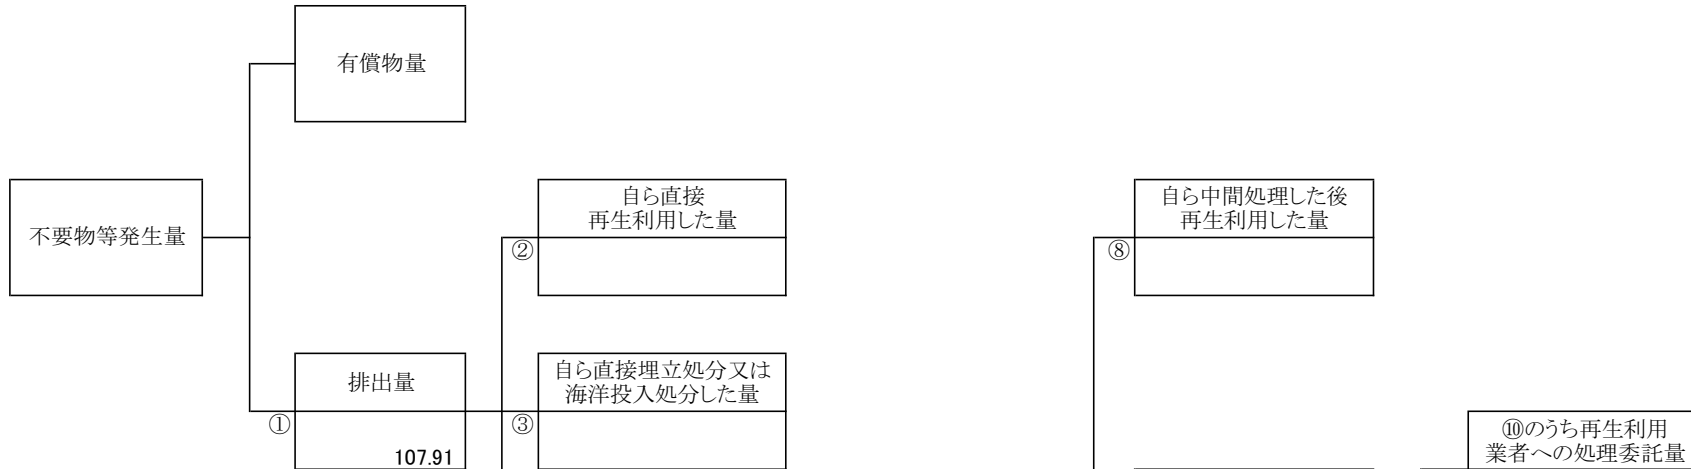 有償物量
不要物等発生量
自ら直接
再生利用した量
②
自ら中間処理した後
再生利用した量
⑧
排出量
①
107.91
自ら直接埋立処分又は
海洋投入処分した量
③
⑩のうち再生利用
業者への処理委託量